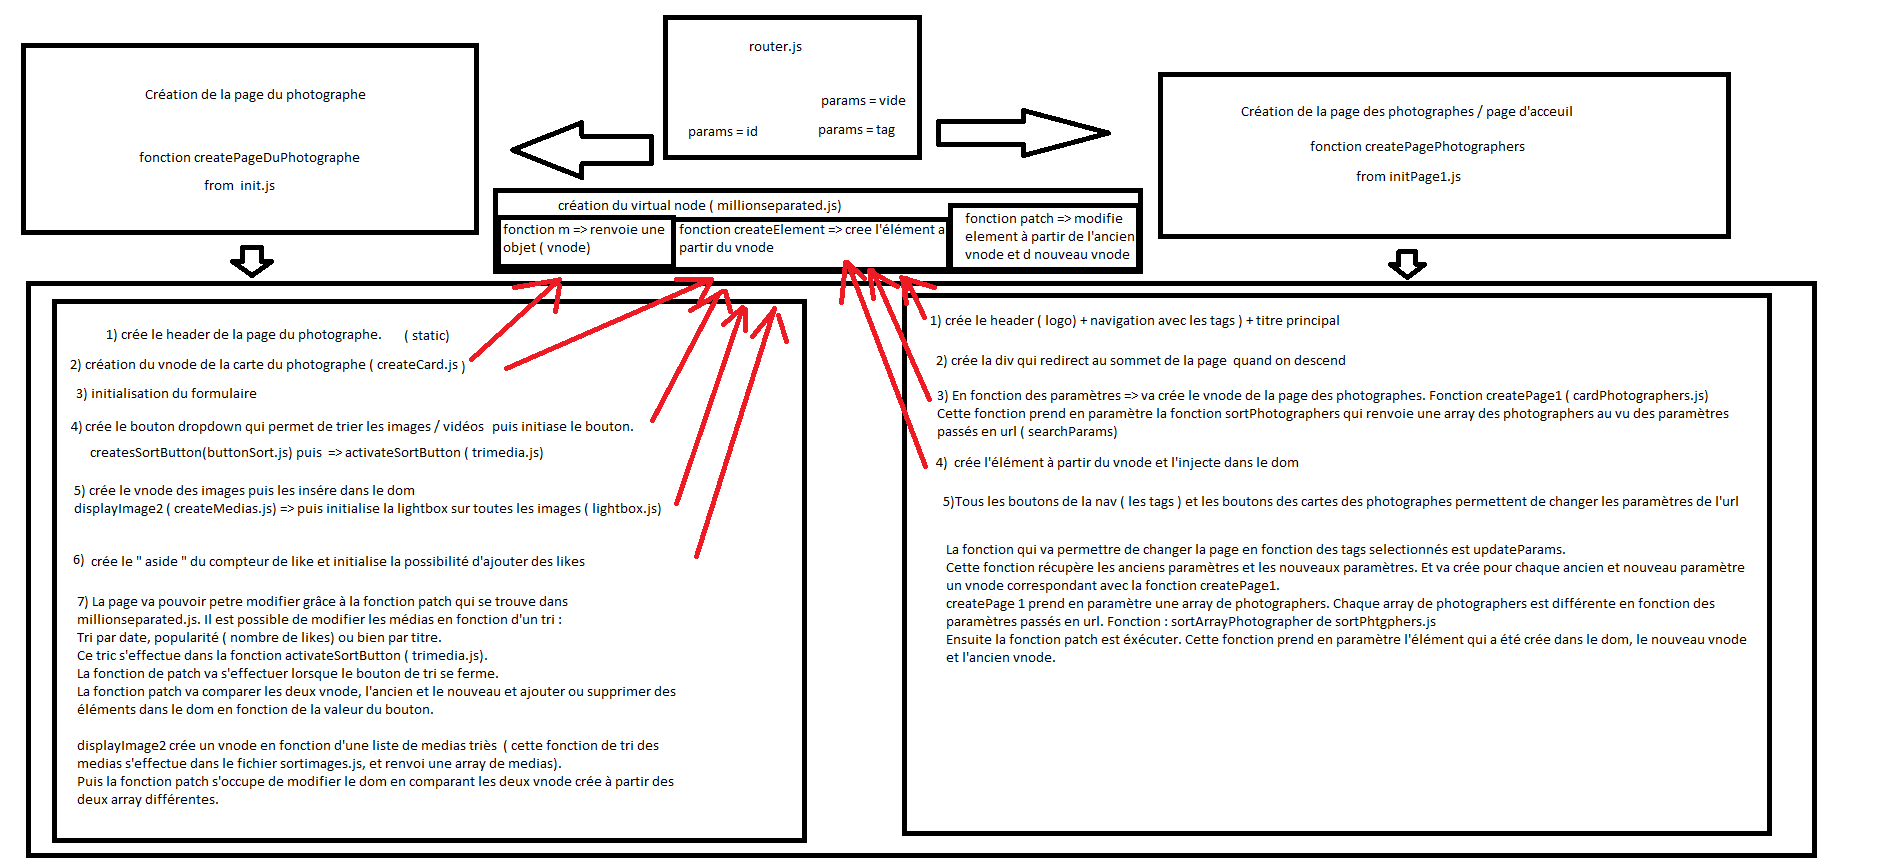 router.js
params = vide
params = id
params = tag
Création de la page du photographe
fonction createPageDuPhotographe
from  init.js
Création de la page des photographes / page d'acceuil
fonction createPagePhotographers
from initPage1.js
création du virtual node ( millionseparated.js)
fonction m => renvoie une
objet ( vnode)
fonction createElement => cree l'élément a
partir du vnode
fonction patch => modifie
element à partir de l'ancien
vnode et d nouveau vnode
1) crée le header de la page du photographe.
( static)
2) création du vnode de la carte du photographe ( createCard.js )
3) initialisation du formulaire
4) crée le bouton dropdown qui permet de trier les images / vidéos  puis initiase le bouton.
createsSortButton(buttonSort.js) puis  => activateSortButton ( trimedia.js)
5) crée le vnode des images puis les insére dans le dom
displayImage2 ( createMedias.js) => puis initialise la lightbox sur toutes les images ( lightbox.js)
6)  crée le " aside " du compteur de like et initialise la possibilité d'ajouter des likes
7) La page va pouvoir petre modifier grâce à la fonction patch qui se trouve dans
millionseparated.js. Il est possible de modifier les médias en fonction d'un tri :
Tri par date, popularité ( nombre de likes) ou bien par titre.
Ce tric s'effectue dans la fonction activateSortButton ( trimedia.js).
La fonction de patch va s'effectuer lorsque le bouton de tri se ferme.
La fonction patch va comparer les deux vnode, l'ancien et le nouveau et ajouter ou supprimer des
éléments dans le dom en fonction de la valeur du bouton.
displayImage2 crée un vnode en fonction d'une liste de medias triès  ( cette fonction de tri des
medias s'effectue dans le fichier sortimages.js, et renvoi une array de medias).
Puis la fonction patch s'occupe de modifier le dom en comparant les deux vnode crée à partir des
deux array différentes.
1) crée le header ( logo) + navigation avec les tags ) + titre principal
2) crée la div qui redirect au sommet de la page  quand on descend
3) En fonction des paramètres => va crée le vnode de la page des photographes. Fonction createPage1 ( cardPhotographers.js)
Cette fonction prend en paramètre la fonction sortPhotographers qui renvoie une array des photographers au vu des paramètres
passés en url ( searchParams)
4)  crée l'élément à partir du vnode et l'injecte dans le dom
5)Tous les boutons de la nav ( les tags ) et les boutons des cartes des photographes permettent de changer les paramètres de l'url
La fonction qui va permettre de changer la page en fonction des tags selectionnés est updateParams.
Cette fonction récupère les anciens paramètres et les nouveaux paramètres. Et va crée pour chaque ancien et nouveau paramètre
un vnode correspondant avec la fonction createPage1.
createPage 1 prend en paramètre une array de photographers. Chaque array de photographers est différente en fonction des
paramètres passés en url. Fonction : sortArrayPhotographer de sortPhtgphers.js
Ensuite la fonction patch est éxécuter. Cette fonction prend en paramètre l'élément qui a été crée dans le dom, le nouveau vnode
et l'ancien vnode.